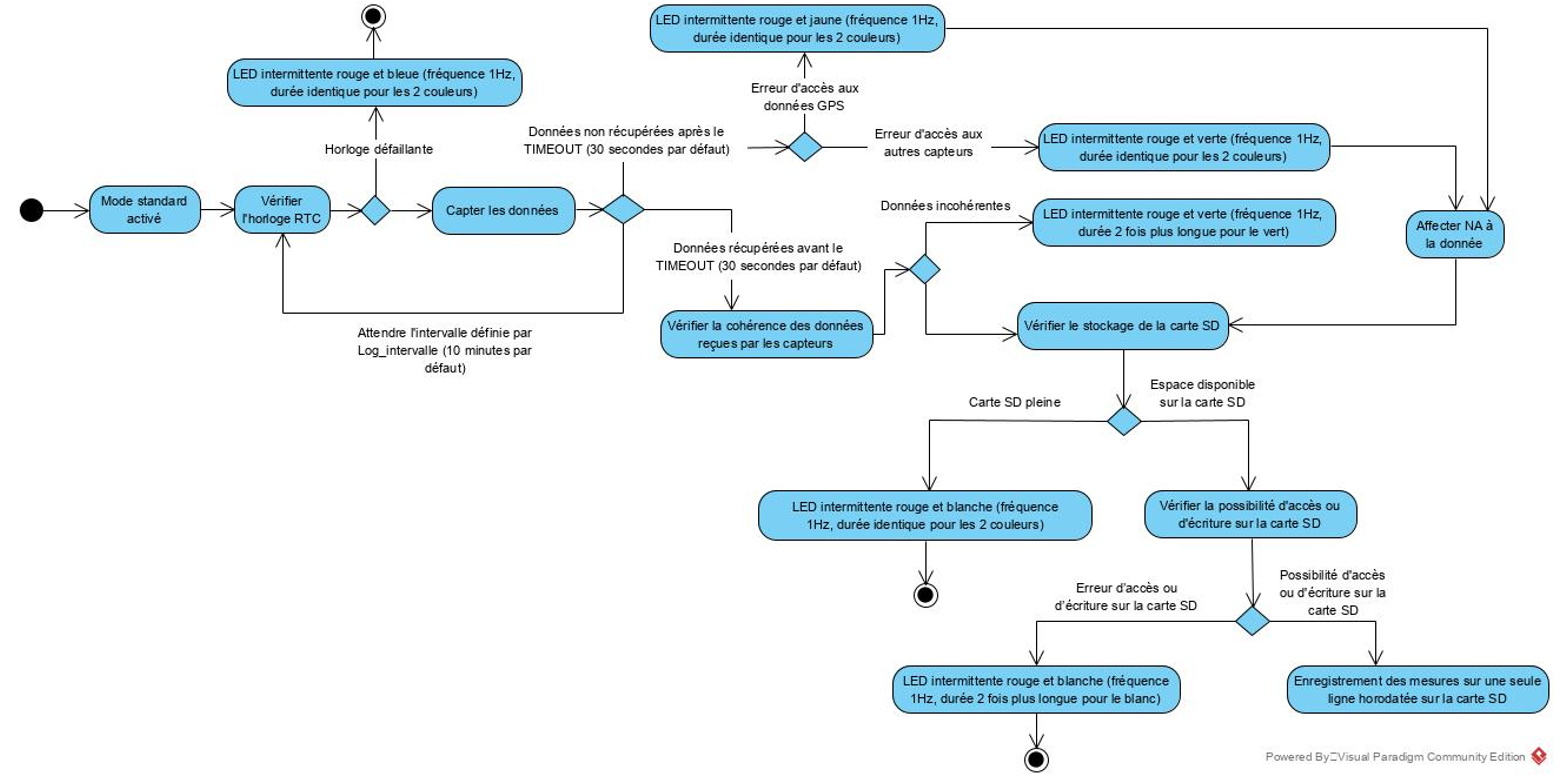 LED intermittente rouge et jaune (fréquence 1Hz,
durée identique pour les 2 couleurs)
LED intermittente rouge et bleue (fréquence 1Hz,
durée identique pour les 2 couleurs)
Erreur d'accès aux
données GPS
Horloge défaillante
Données non récupérées après le
TIMEOUT (30 secondes par défaut)
Erreur d'accès aux
autres capteurs
LED intermittente rouge et verte (fréquence 1Hz,
durée identique pour les 2 couleurs)
Mode standard
activé
Vérifier
l'horloge RTC
Capter les données
Données incohérentes
LED intermittente rouge et verte (fréquence 1Hz,
durée 2 fois plus longue pour le vert)
Affecter NA à
la donnée
Données récupérées avant le
TIMEOUT (30 secondes par défaut)
Attendre l'intervalle définie par
Log_intervalle (10 minutes par
défaut)
Vérifier la cohérence des données
reçues par les capteurs
Vérifier le stockage de la carte SD
Carte SD pleine
Espace disponible
sur la carte SD
LED intermittente rouge et blanche (fréquence
1Hz, durée identique pour les 2 couleurs)
Vérifier la possibilité d'accès ou
d'écriture sur la carte SD
Erreur d'accès ou
d'écriture sur la carte SD
Possibilité d'accès
ou d'écriture sur la
carte SD
LED intermittente rouge et blanche (fréquence
1Hz, durée 2 fois plus longue pour le blanc)
Enregistrement des mesures sur une seule
ligne horodatée sur la carte SD
Powered By Visual Paradigm Community Edition